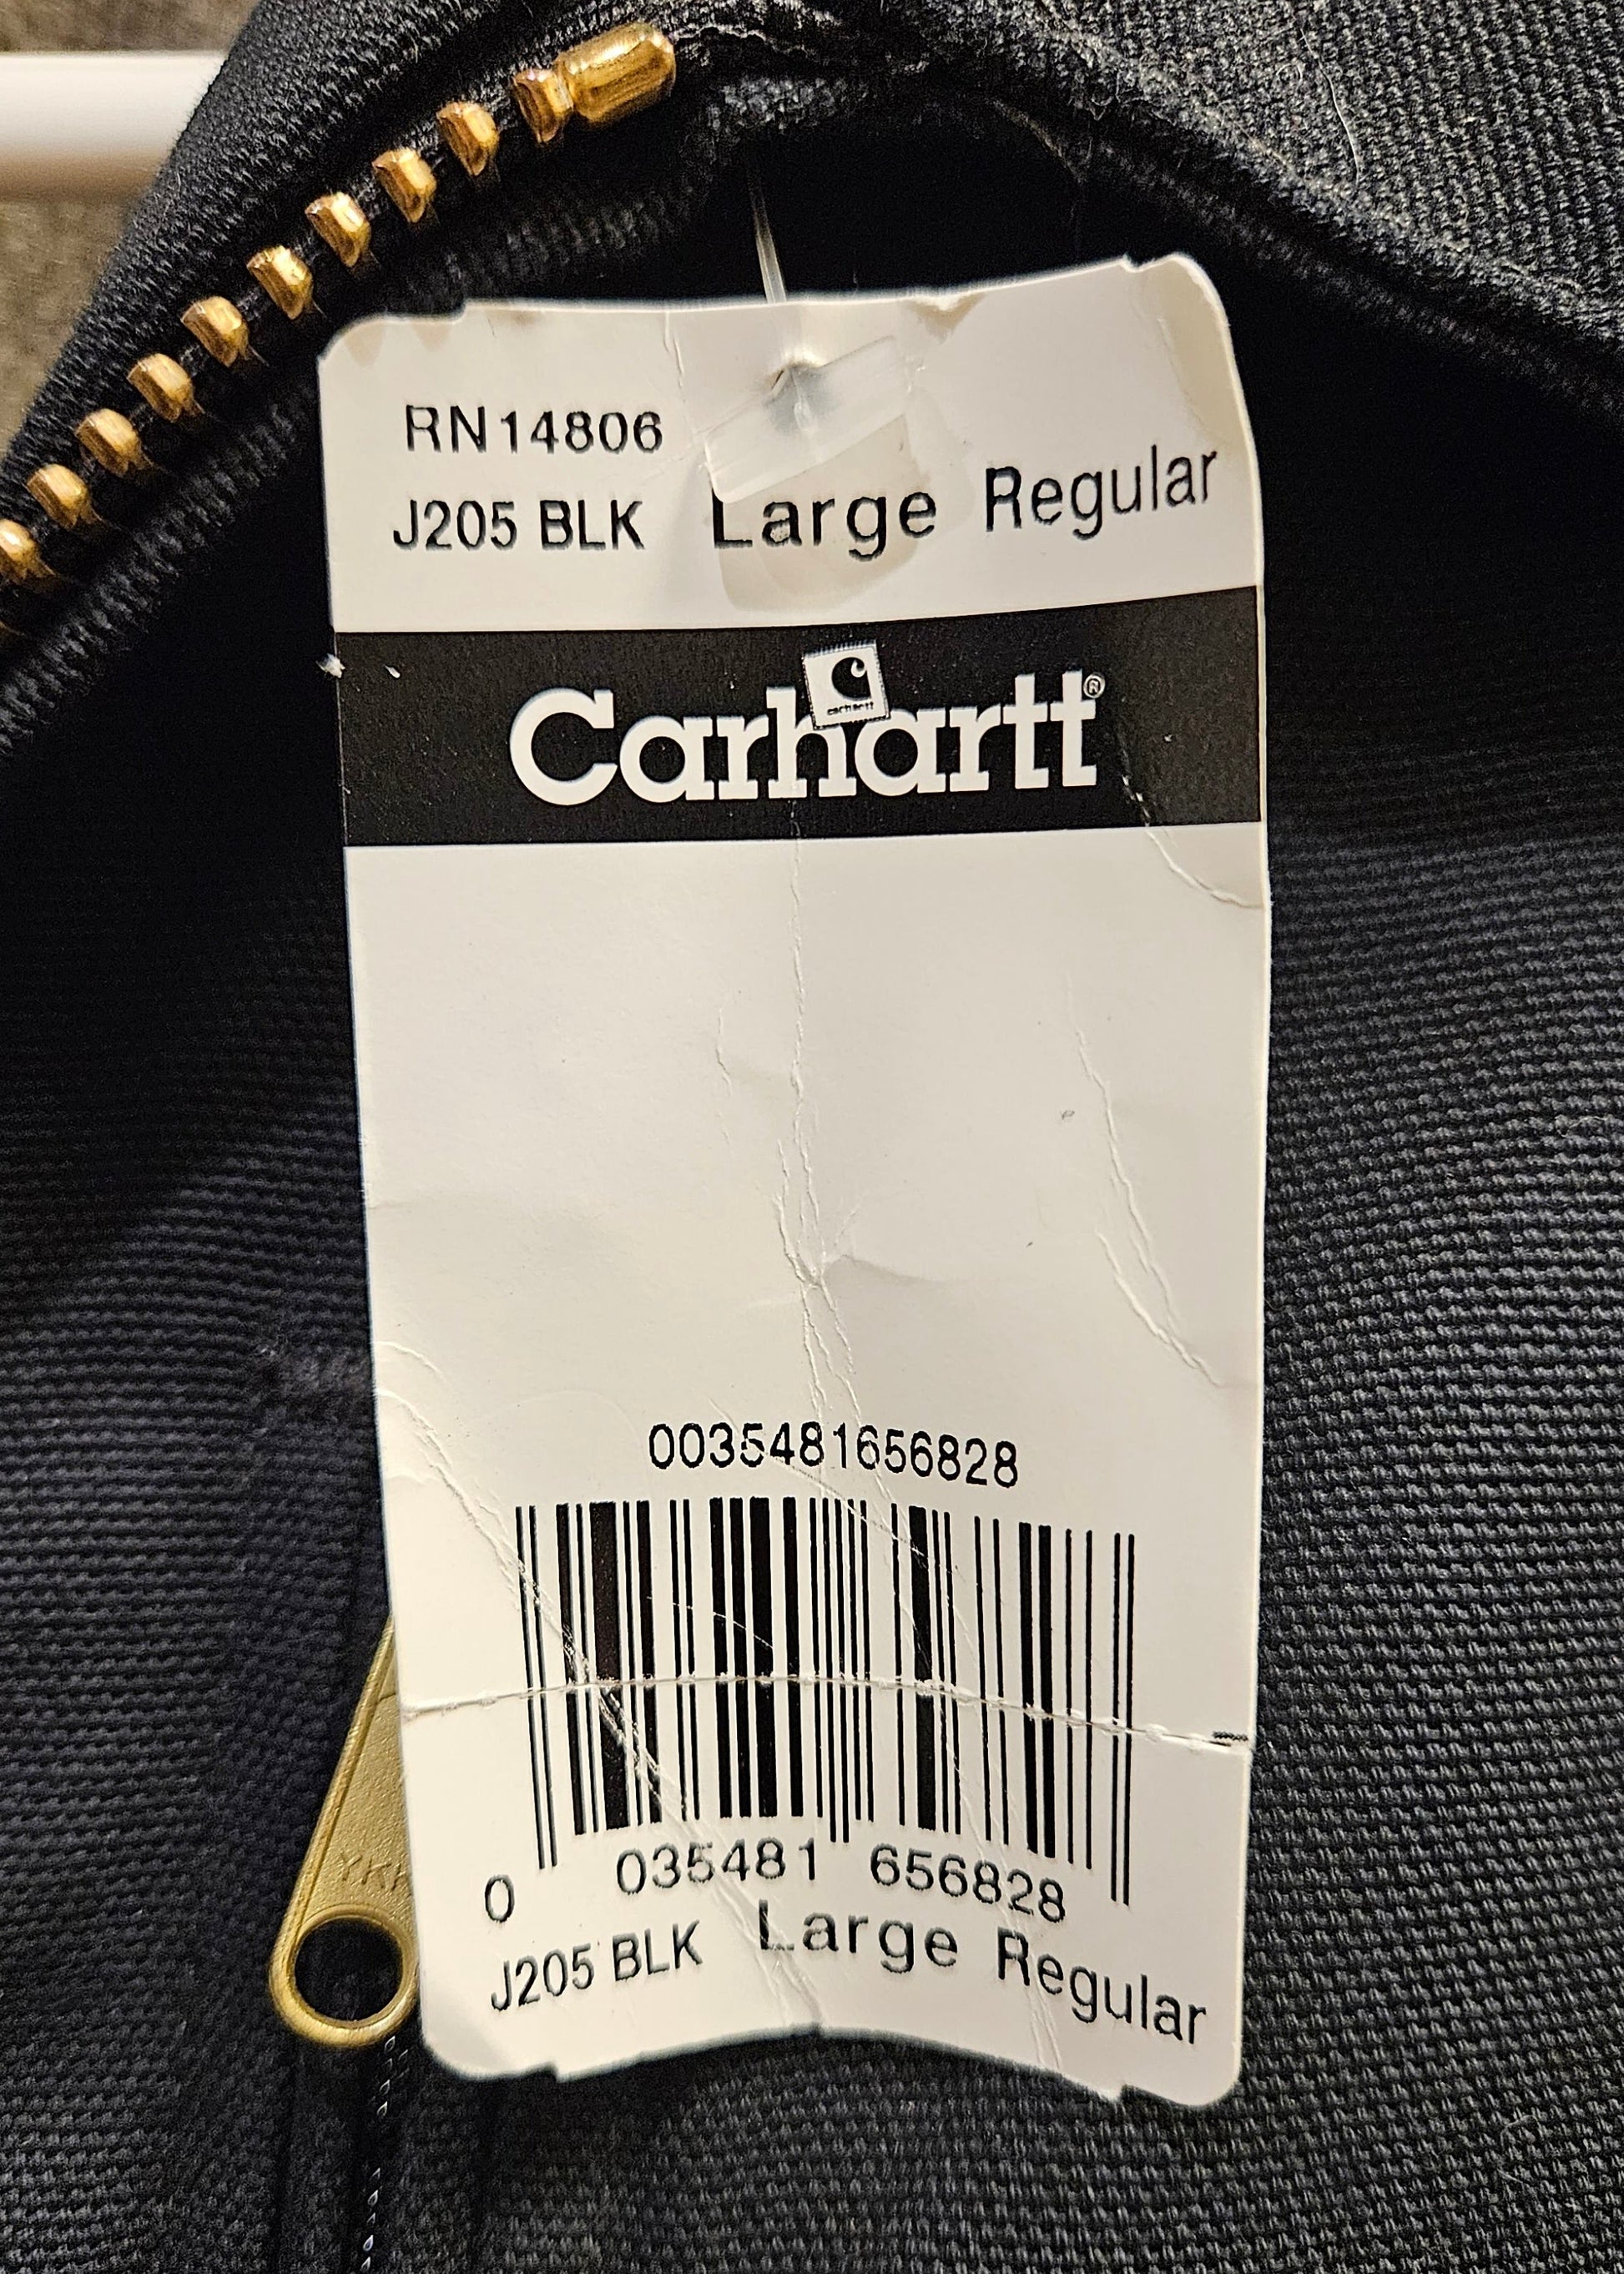 RN14806
J205 BLK Large Regular
carhartt
Carhartt®
0035481656828
0 035481 656828
J205 BLK Large Regular